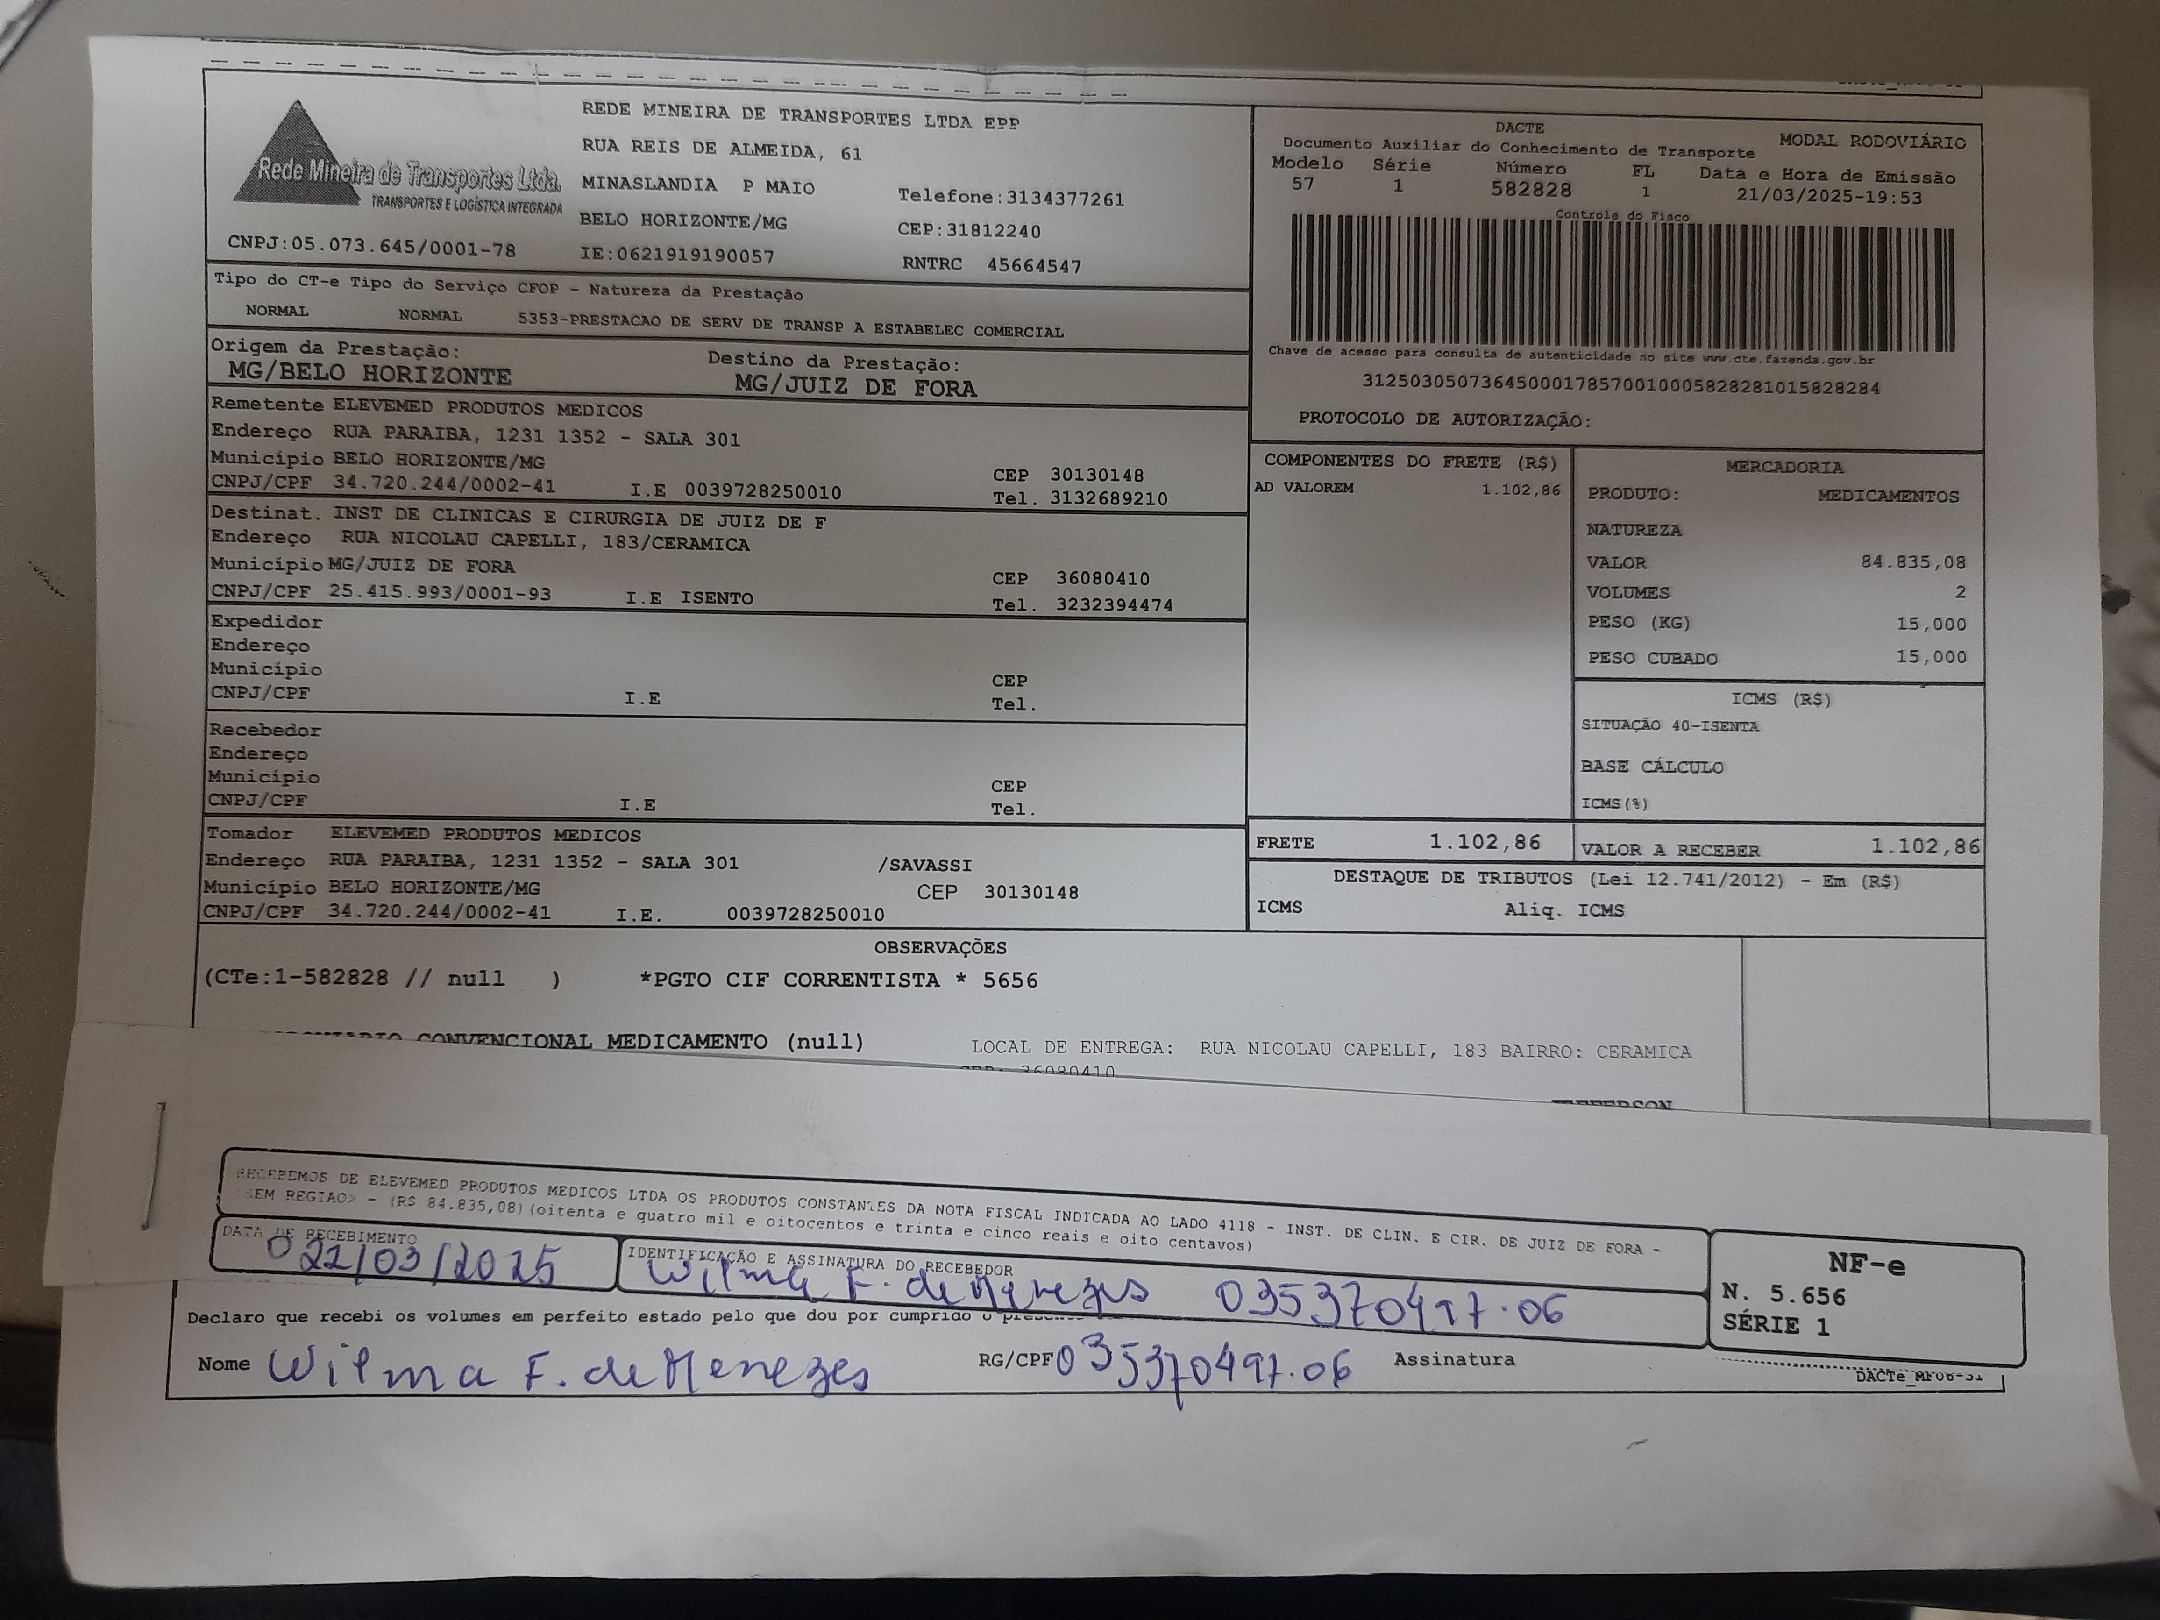 Rede Mineira de Transportes Ltda.
TRANSPORTES E LOGÍSTICA INTEGRADA
CNPJ:05.073.645/0001-78
REDE MINEIRA DE TRANSPORTES LTDA EPP
RUA REIS DE ALMEIDA, 61
MINASLANDIA P MAIO Telefone:3134377261
BELO HORIZONTE/MG CEP:31812240
IE:0621919190057 RNTRC 45664547
DACTE MODAL RODOVIÁRIO
Documento Auxiliar do Conhecimento de Transporte
Modelo Série Número FL Data e Hora de Emissão
57 1 582828 1 21/03/2025-19:53
Controle do Fisco
Chave de acesso para consulta de autenticidade no site www.cte.fazenda.gov.br
31250305073645000178570010005828281015828284
PROTOCOLO DE AUTORIZAÇÃO:
Tipo do CT-e Tipo do Serviço CFOP - Natureza da Prestação
NORMAL NORMAL 5353-PRESTACAO DE SERV DE TRANSP A ESTABELEC COMERCIAL
Origem da Prestação: Destino da Prestação:
MG/BELO HORIZONTE MG/JUIZ DE FORA
Remetente ELEVEMED PRODUTOS MEDICOS
Endereço RUA PARAIBA, 1231 1352 - SALA 301
Município BELO HORIZONTE/MG CEP 30130148
CNPJ/CPF 34.720.244/0002-41 I.E 0039728250010 Tel. 3132689210
Destinat. INST DE CLINICAS E CIRURGIA DE JUIZ DE F
Endereço RUA NICOLAU CAPELLI, 183/CERAMICA
Município MG/JUIZ DE FORA CEP 36080410
CNPJ/CPF 25.415.993/0001-93 I.E ISENTO Tel. 3232394474
Expedidor
Endereço
Município CEP
CNPJ/CPF I.E Tel.
Recebedor
Endereço
Município CEP
CNPJ/CPF I.E Tel.
Tomador ELEVEMED PRODUTOS MEDICOS
Endereço RUA PARAIBA, 1231 1352 - SALA 301 /SAVASSI
Município BELO HORIZONTE/MG CEP 30130148
CNPJ/CPF 34.720.244/0002-41 I.E. 0039728250010
COMPONENTES DO FRETE (R$)
AD VALOREM 1.102,86
MERCADORIA
PRODUTO: MEDICAMENTOS
NATUREZA
VALOR 84.835,08
VOLUMES 2
PESO (KG) 15,000
PESO CUBADO 15,000
ICMS (R$)
SITUAÇÃO 40-ISENTA
BASE CÁLCULO
ICMS(%)
FRETE 1.102,86 VALOR A RECEBER 1.102,86
DESTAQUE DE TRIBUTOS (Lei 12.741/2012) - Em (R$)
ICMS Aliq. ICMS
OBSERVAÇÕES
(CTe:1-582828 // null ) *PGTO CIF CORRENTISTA * 5656
CONVENCIONAL MEDICAMENTO (null) LOCAL DE ENTREGA: RUA NICOLAU CAPELLI, 183 BAIRRO: CERAMICA
CEP: 36080410
RECEBEMOS DE ELEVEMED PRODUTOS MEDICOS LTDA OS PRODUTOS CONSTANTES DA NOTA FISCAL INDICADA AO LADO 4118 - INST. DE CLIN. E CIR. DE JUIZ DE FORA -
SEM REGIAO> - (R$ 84.835,08)(oitenta e quatro mil e oitocentos e trinta e cinco reais e oito centavos)
DATA DE RECEBIMENTO IDENTIFICAÇÃO E ASSINATURA DO RECEBEDOR
/03/2025 Wilma F. de Menezes 035370497.06
NF-e
N. 5.656
SÉRIE 1
Declaro que recebi os volumes em perfeito estado pelo que dou por cumprido o
Nome Wilma F. de Menezes RG/CPF 035370497.06 Assinatura